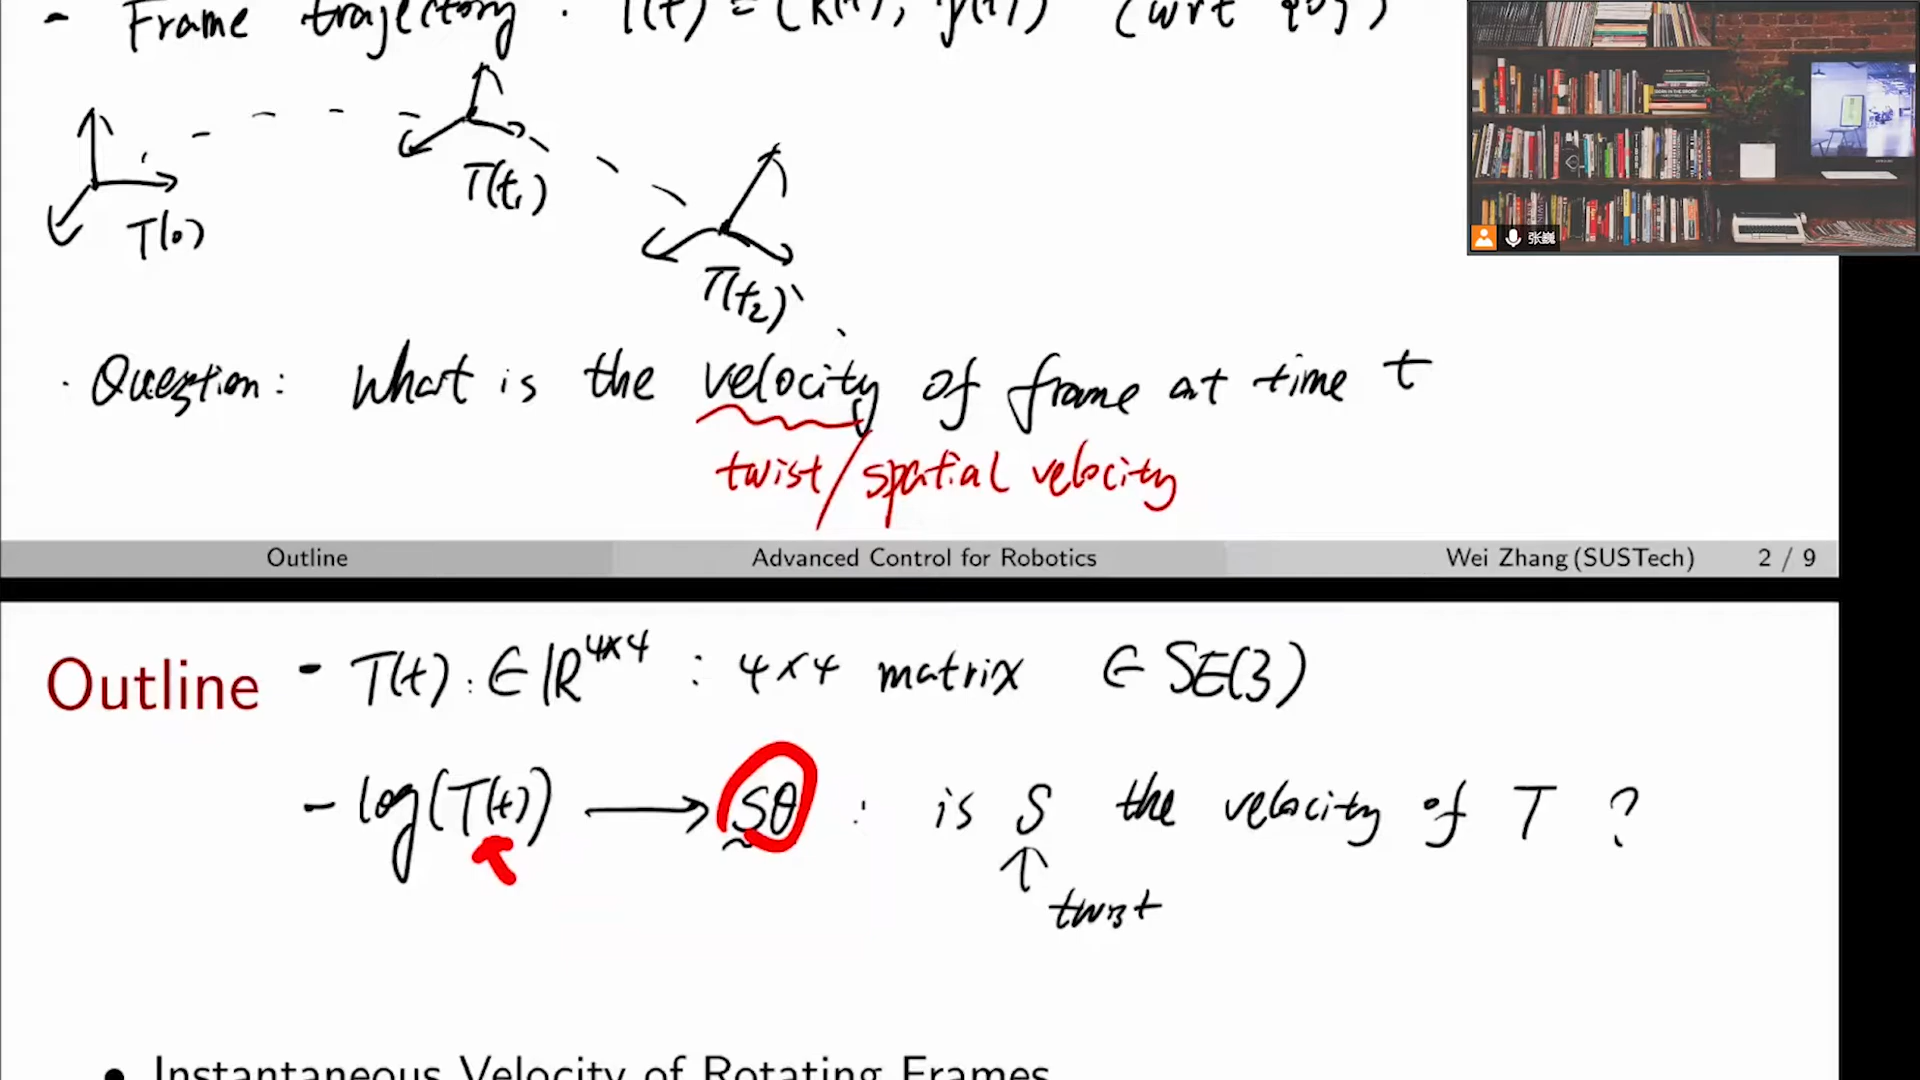 - Frame trajectory : T(t) = (R(t), p(t)) (wrt {0})
T(0)
T(t₁)
T(t₂)
张巍
· Question: What is the velocity of frame at time t
twist/spatial velocity
Outline Advanced Control for Robotics Wei Zhang (SUSTech) 2 / 9
Outline
- T(t) : ∈ ℝ⁴ˣ⁴ : 4×4 matrix ∈ SE(3)
- log(T(t)) → Sθ : is S the velocity of T ?
↑
twist
• Instantaneous Velocity of Rotating Frames